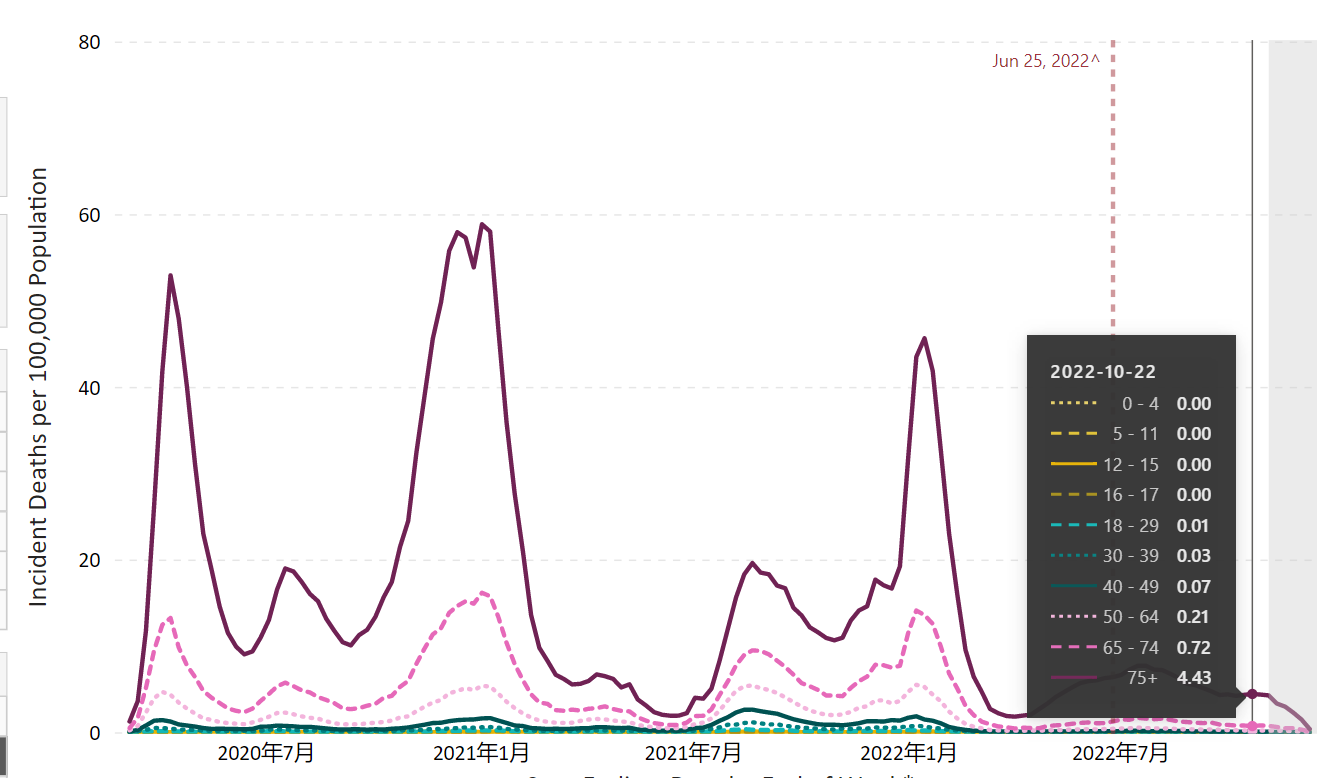 80
Jun 25, 2022^
60
Incident Deaths per 100,000 Population
40
2022-10-22
0 - 4 0.00
5 - 11 0.00
12 - 15 0.00
16 - 17 0.00
18 - 29 0.01
30 - 39 0.03
40 - 49 0.07
50 - 64 0.21
65 - 74 0.72
75+ 4.43
20
0
2020年7月 2021年1月 2021年7月 2022年1月 2022年7月